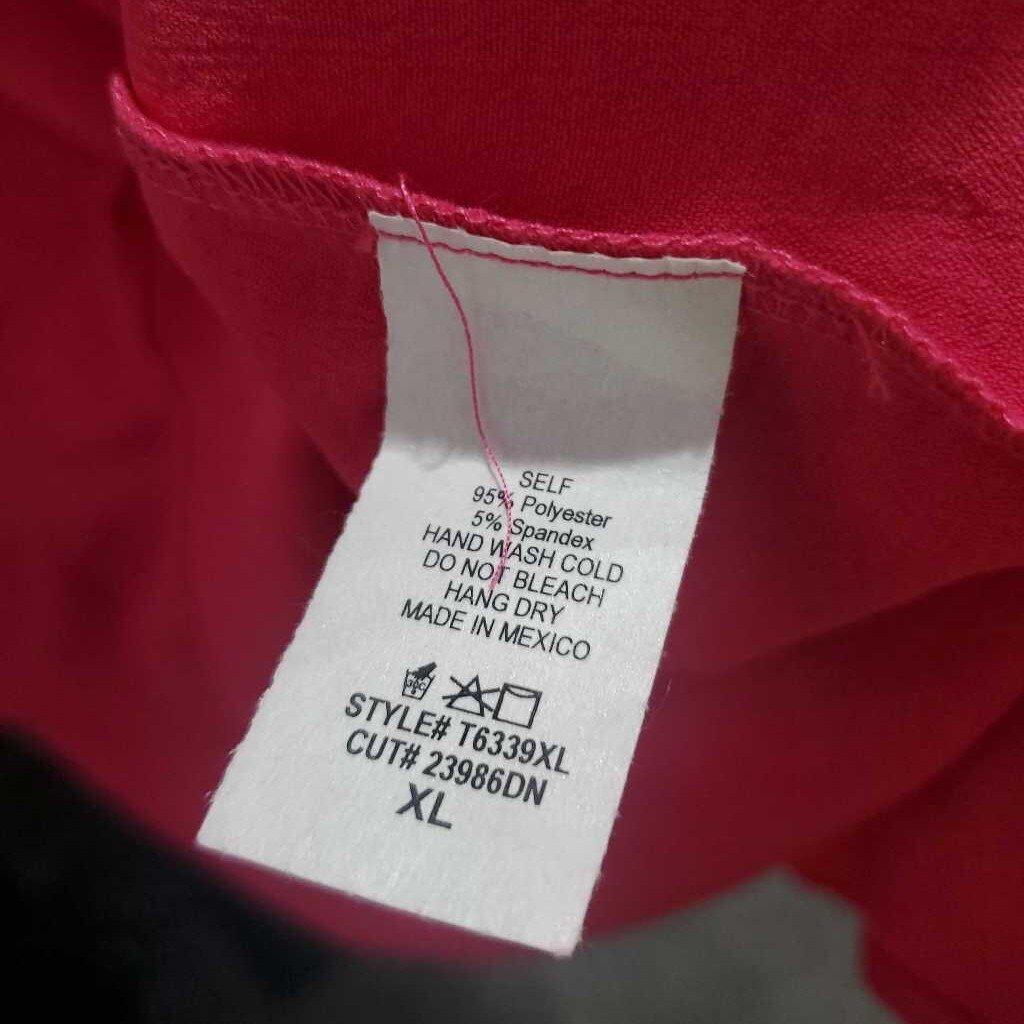 SELF
95% Polyester
5% Spandex
HAND WASH COLD
DO NOT BLEACH
HANG DRY
MADE IN MEXICO
STYLE# T6339XL
CUT# 23986DN
XL